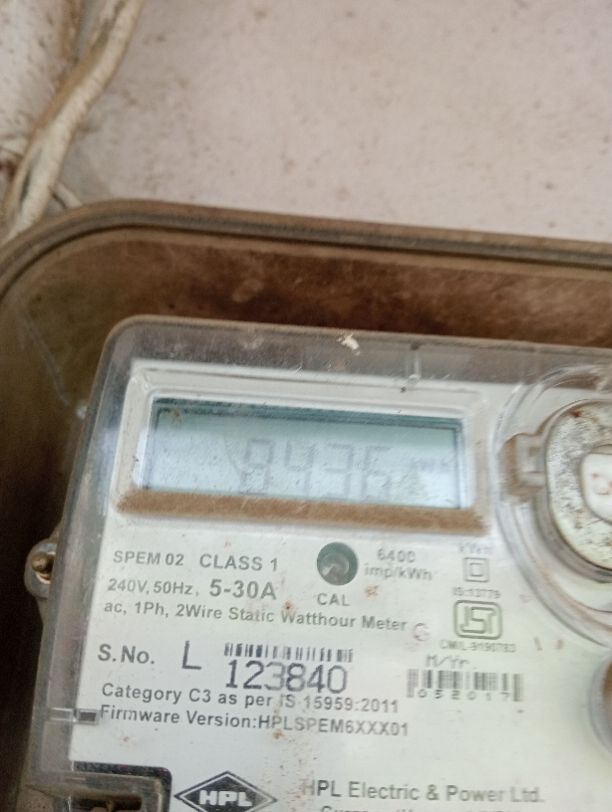 8436
SPEM 02 CLASS 1
6400
imp/kWh
240V, 50Hz, 5-30A
CAL
IS:13779
ac, 1Ph, 2Wire Static Watthour Meter
S.No. L 123840
M/Yr.
052017
Category C3 as per IS 15959:2011
Firmware Version:HPLSPEM6XXX01
HPL
HPL Electric & Power Ltd.